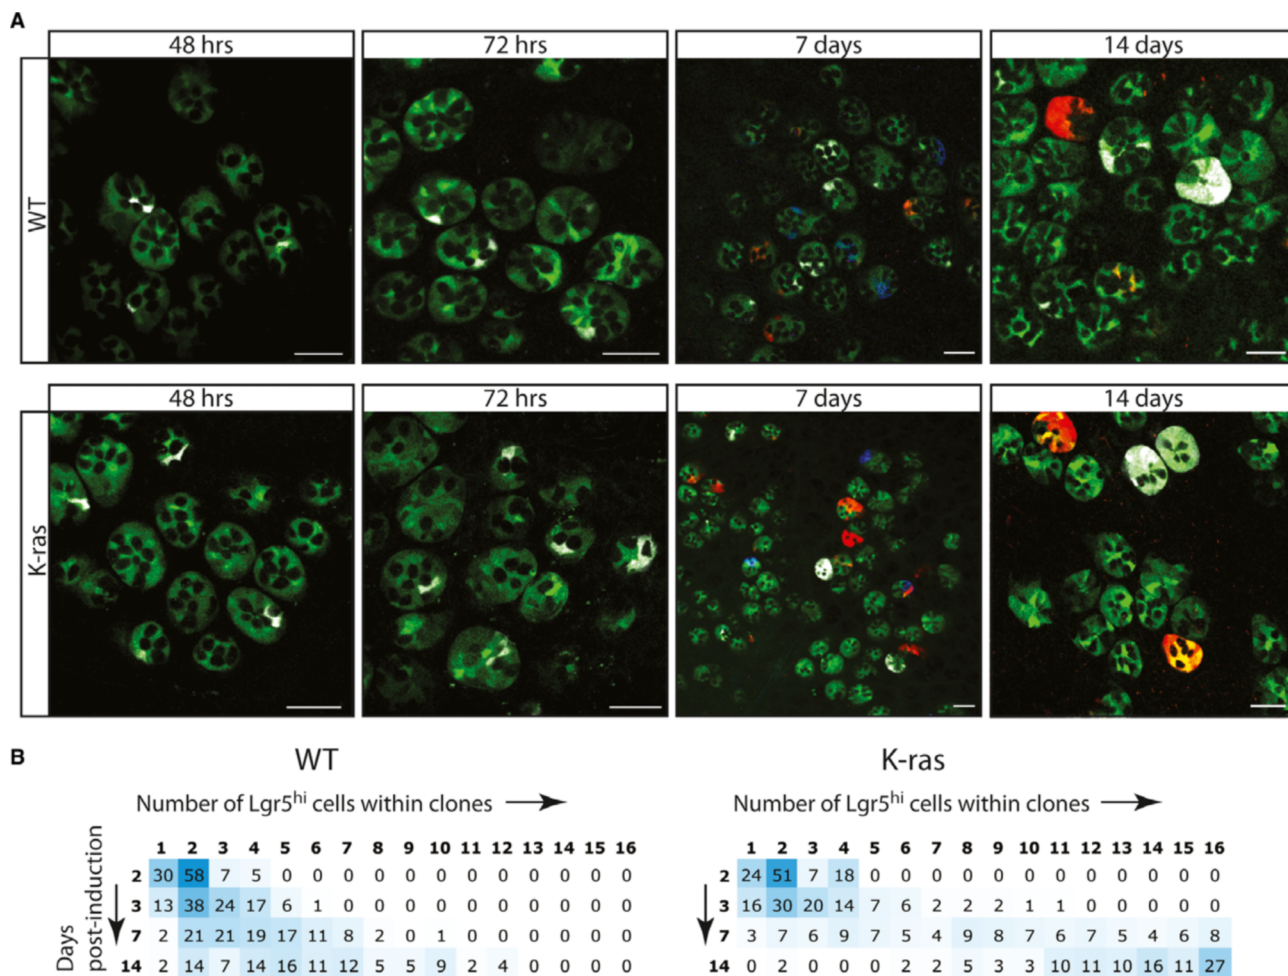 A
48 hrs 72 hrs 7 days 14 days
WT
48 hrs 72 hrs 7 days 14 days
K-ras
B
WT K-ras
Number of Lgr5hi cells within clones Number of Lgr5hi cells within clones
Days post-induction
1 2 3 4 5 6 7 8 9 10 11 12 13 14 15 16 1 2 3 4 5 6 7 8 9 10 11 12 13 14 15 16
2 30 58 7 5 0 0 0 0 0 0 0 0 0 0 0 0 2 24 51 7 18 0 0 0 0 0 0 0 0 0 0 0 0
3 13 38 24 17 6 1 0 0 0 0 0 0 0 0 0 0 3 16 30 20 14 7 6 2 2 2 1 1 0 0 0 0 0
7 2 21 21 19 17 11 8 2 0 1 0 0 0 0 0 0 7 3 7 6 9 7 5 4 9 8 7 6 7 5 4 6 8
14 2 14 7 14 16 11 12 5 5 9 2 4 0 0 0 0 14 0 2 0 0 2 2 5 3 3 10 11 10 16 11 27